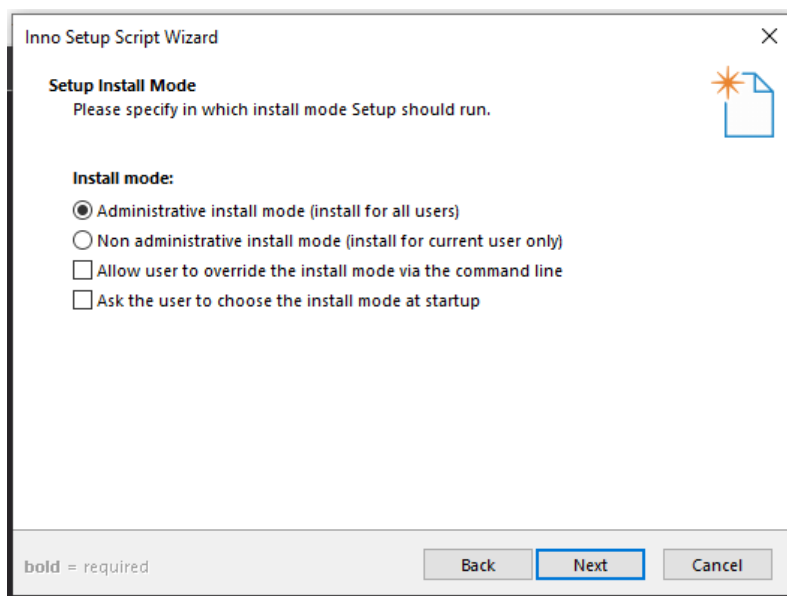 Inno Setup Script Wizard
Setup Install Mode
Please specify in which install mode Setup should run.
Install mode:
Administrative install mode (install for all users)
Non administrative install mode (install for current user only)
Allow user to override the install mode via the command line
Ask the user to choose the install mode at startup
bold = required
Back
Next
Cancel